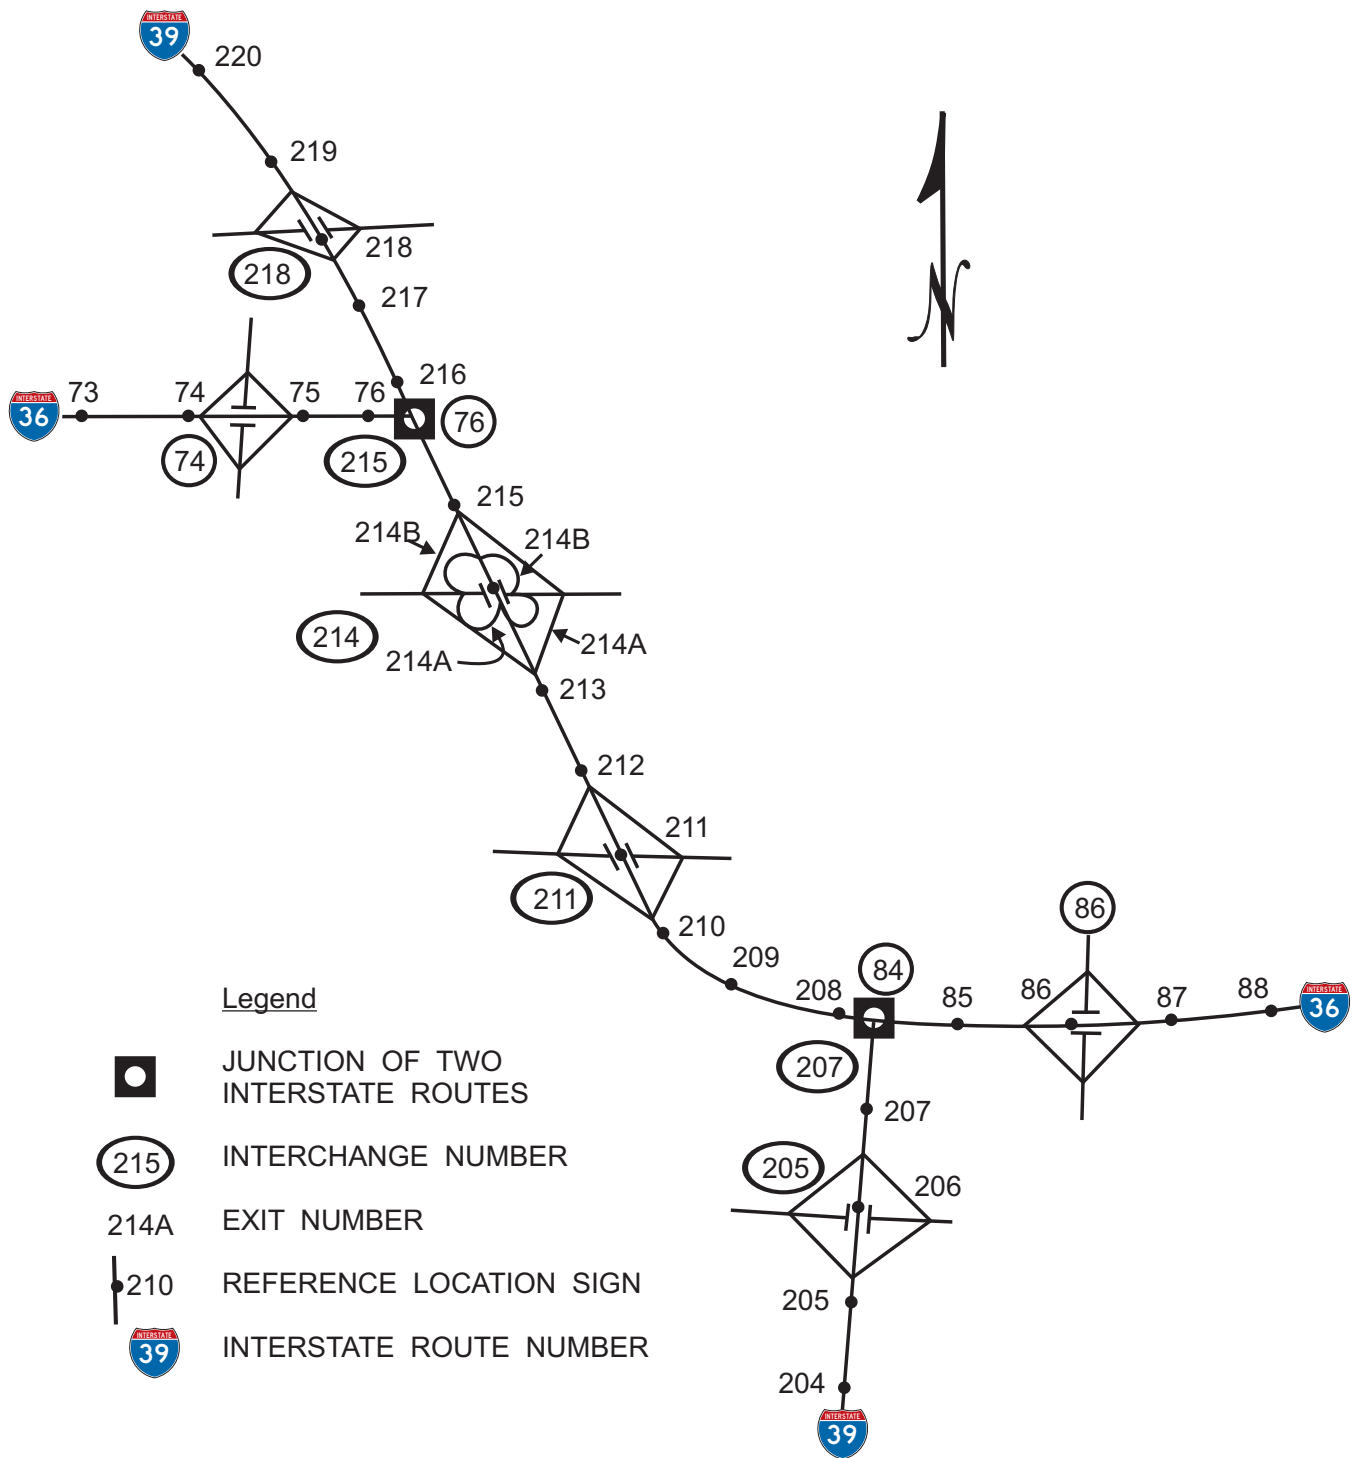 INTERSTATE
39
220
219
218
218
217
216
INTERSTATE
36
73
74
75
76
76
74
215
215
214B
214B
214
214A
214A
213
212
211
211
210
209
208
84
85
86
86
87
88
INTERSTATE
36
207
207
205
206
205
204
INTERSTATE
39
N
Legend
JUNCTION OF TWO
INTERSTATE ROUTES
215 INTERCHANGE NUMBER
214A EXIT NUMBER
210 REFERENCE LOCATION SIGN
INTERSTATE
39 INTERSTATE ROUTE NUMBER